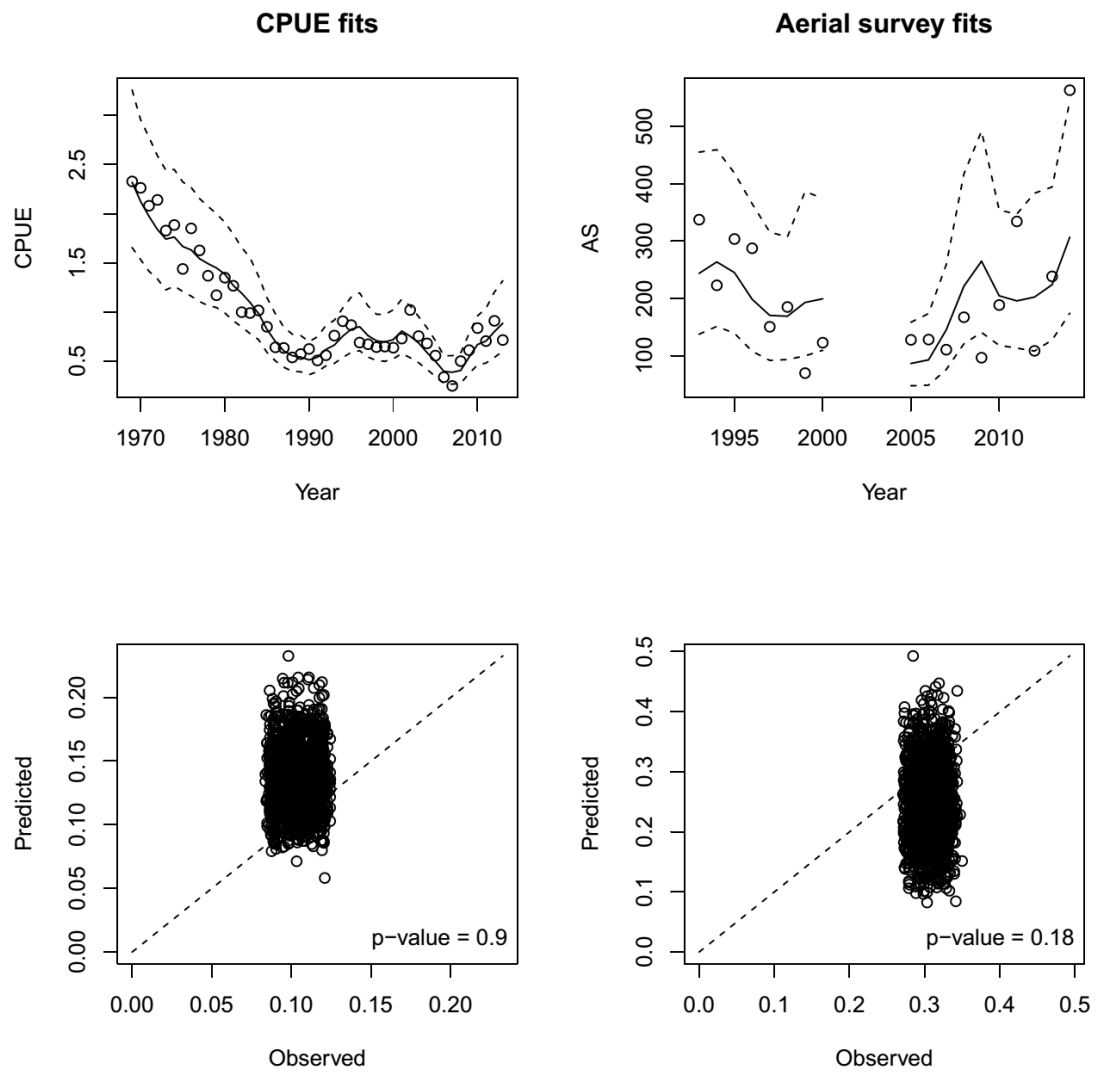 CPUE fits
CPUE
0.5 1.5 2.5
1970 1980 1990 2000 2010
Year
Aerial survey fits
AS
100 200 300 400 500
1995 2000 2005 2010
Year
Predicted
0.00 0.05 0.10 0.15 0.20
p−value = 0.9
0.00 0.05 0.10 0.15 0.20
Observed
Predicted
0.0 0.1 0.2 0.3 0.4 0.5
p−value = 0.18
0.0 0.1 0.2 0.3 0.4 0.5
Observed